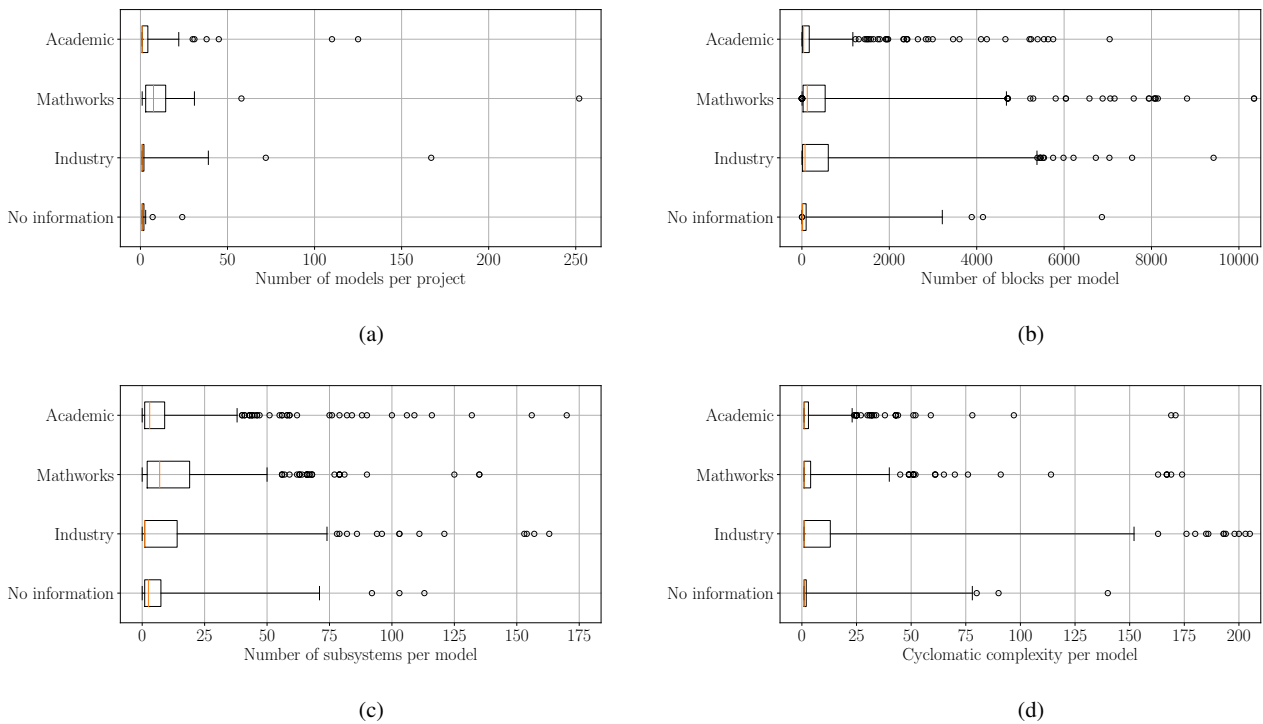 Academic
Mathworks
Industry
No information
0 50 100 150 200 250
Number of models per project
(a)
Academic
Mathworks
Industry
No information
0 2000 4000 6000 8000 10000
Number of blocks per model
(b)
Academic
Mathworks
Industry
No information
0 25 50 75 100 125 150 175
Number of subsystems per model
(c)
Academic
Mathworks
Industry
No information
0 25 50 75 100 125 150 175 200
Cyclomatic complexity per model
(d)